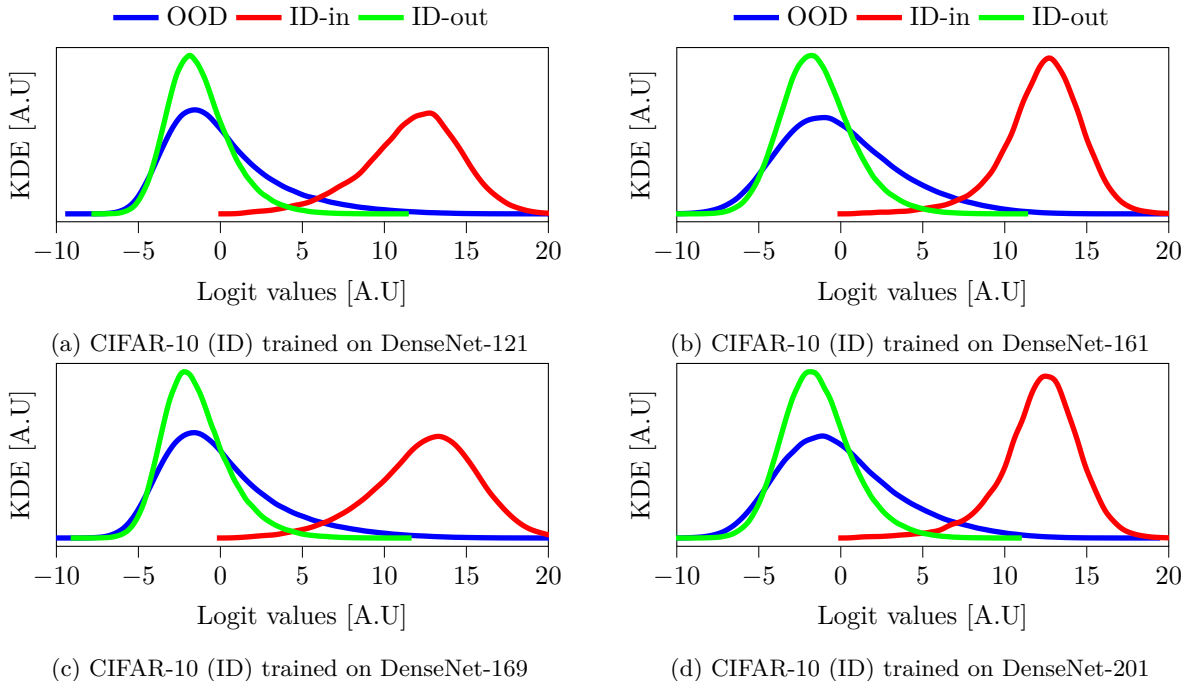 OOD ID-in ID-out
OOD ID-in ID-out
KDE [A.U]
−10 −5 0 5 10 15 20
Logit values [A.U]
(a) CIFAR-10 (ID) trained on DenseNet-121
KDE [A.U]
−10 −5 0 5 10 15 20
Logit values [A.U]
(b) CIFAR-10 (ID) trained on DenseNet-161
KDE [A.U]
−10 −5 0 5 10 15 20
Logit values [A.U]
(c) CIFAR-10 (ID) trained on DenseNet-169
KDE [A.U]
−10 −5 0 5 10 15 20
Logit values [A.U]
(d) CIFAR-10 (ID) trained on DenseNet-201